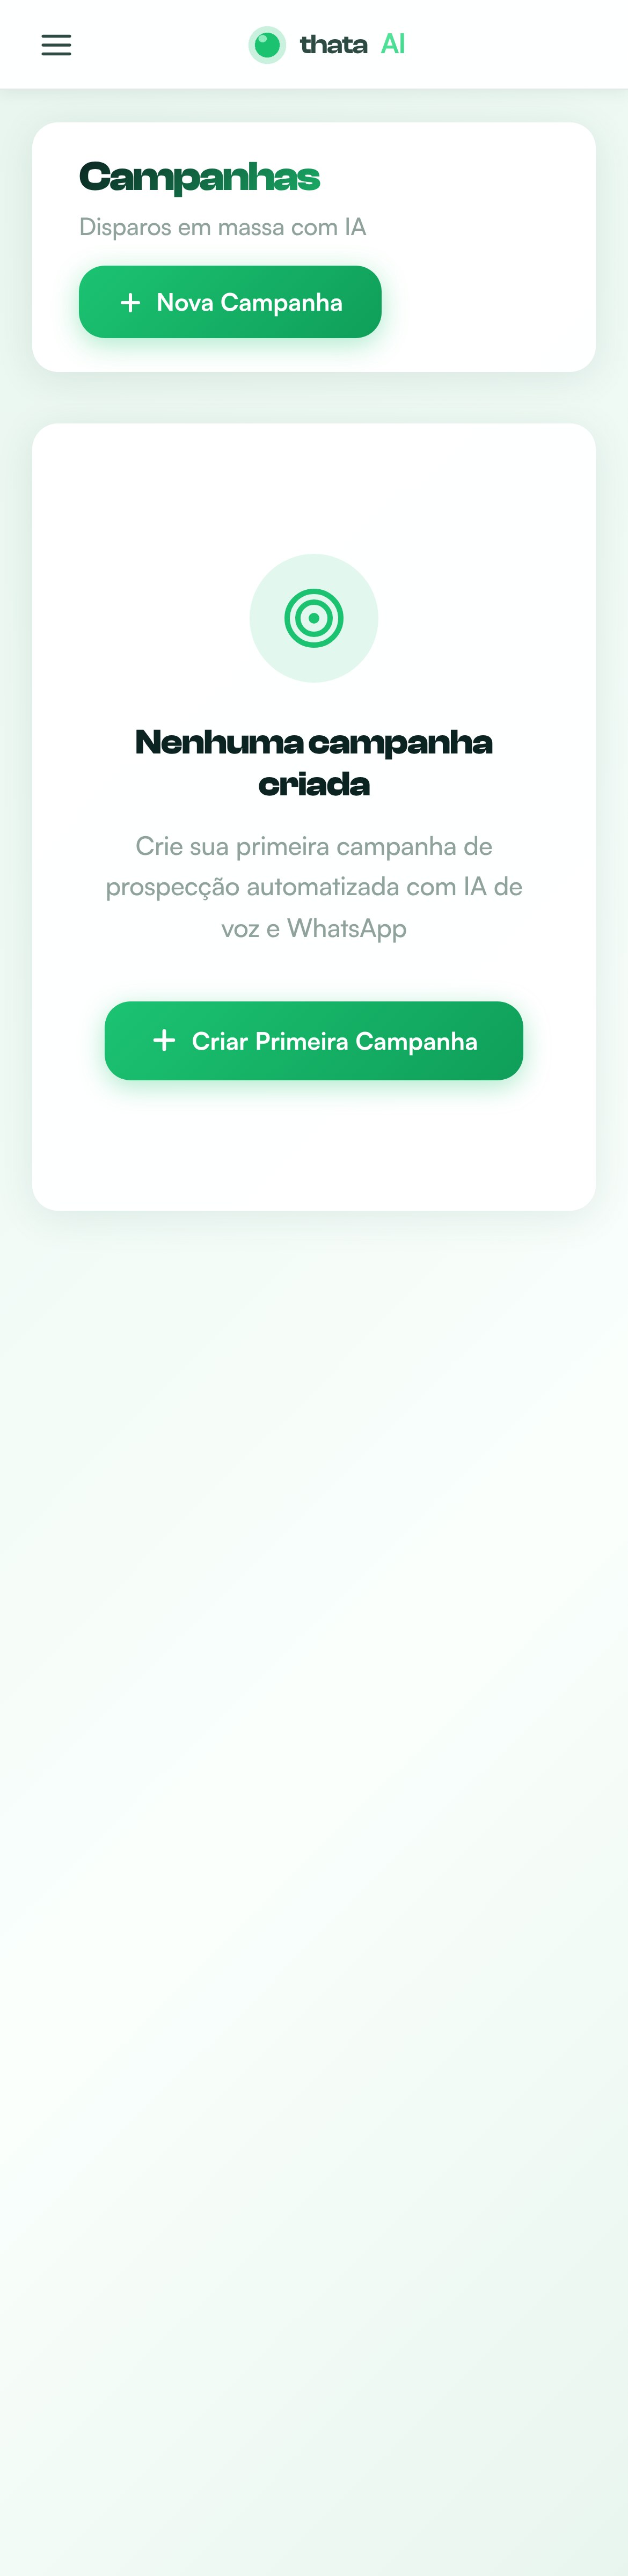 thata AI
Campanhas
Disparos em massa com IA
Nova Campanha
Nenhuma campanha
criada
Crie sua primeira campanha de
prospecção automatizada com IA de
voz e WhatsApp
Criar Primeira Campanha